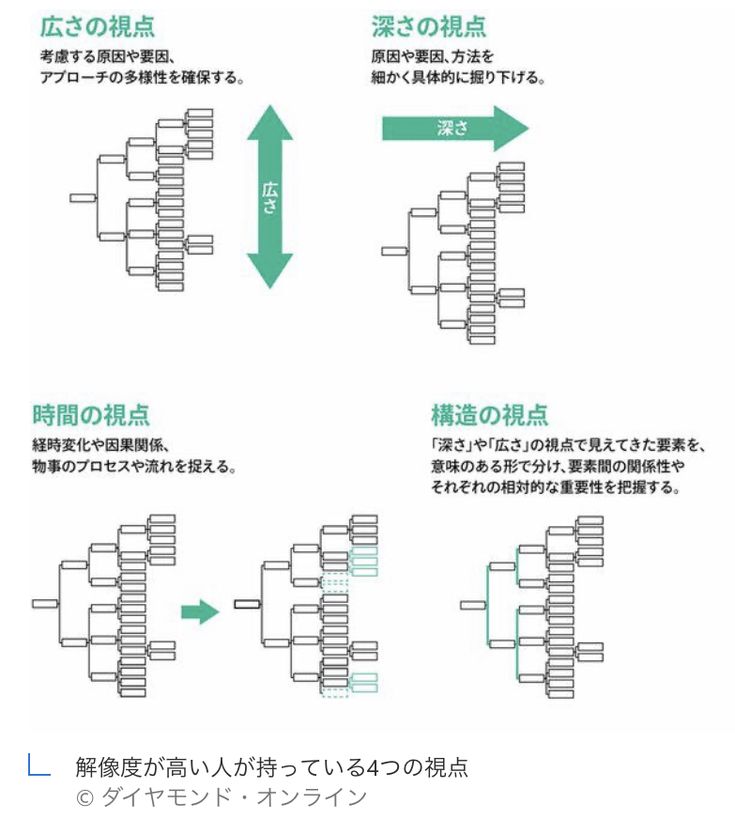 広さの視点
考慮する原因や要因、
アプローチの多様性を確保する。
広さ
深さの視点
原因や要因、方法を
細かく具体的に掘り下げる。
深さ
時間の視点
経時変化や因果関係、
物事のプロセスや流れを捉える。
構造の視点
「深さ」や「広さ」の視点で見えてきた要素を、
意味のある形で分け、要素間の関係性や
それぞれの相対的な重要性を把握する。
解像度が高い人が持っている4つの視点
© ダイヤモンド・オンライン